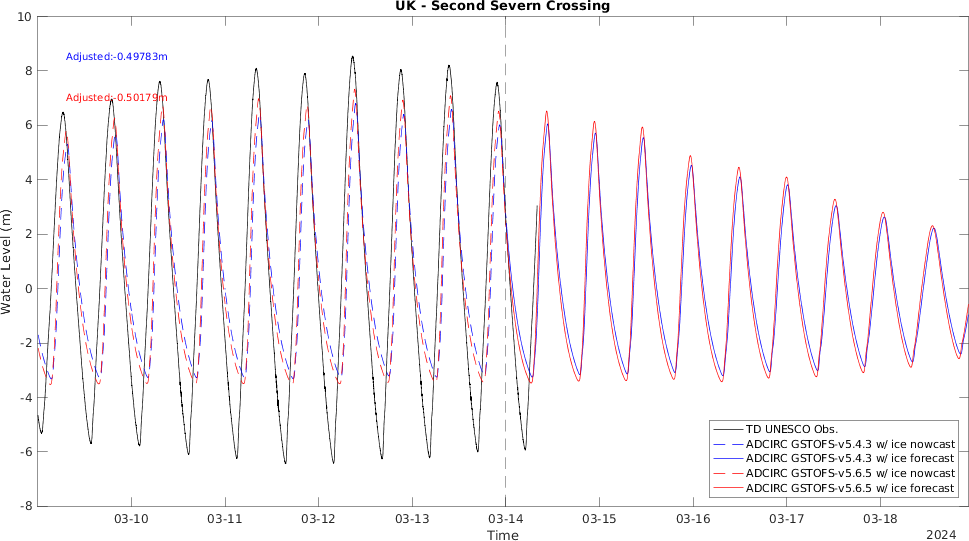 UK - Second Severn Crossing
10
8
6
4
2
0
-2
-4
-6
-8
Water Level (m)
Adjusted:-0.49783m
Adjusted:-0.50179m
TD UNESCO Obs.
ADCIRC GSTOFS-v5.4.3 w/ ice nowcast
ADCIRC GSTOFS-v5.4.3 w/ ice forecast
ADCIRC GSTOFS-v5.6.5 w/ ice nowcast
ADCIRC GSTOFS-v5.6.5 w/ ice forecast
03-10 03-11 03-12 03-13 03-14 03-15 03-16 03-17 03-18
Time
2024